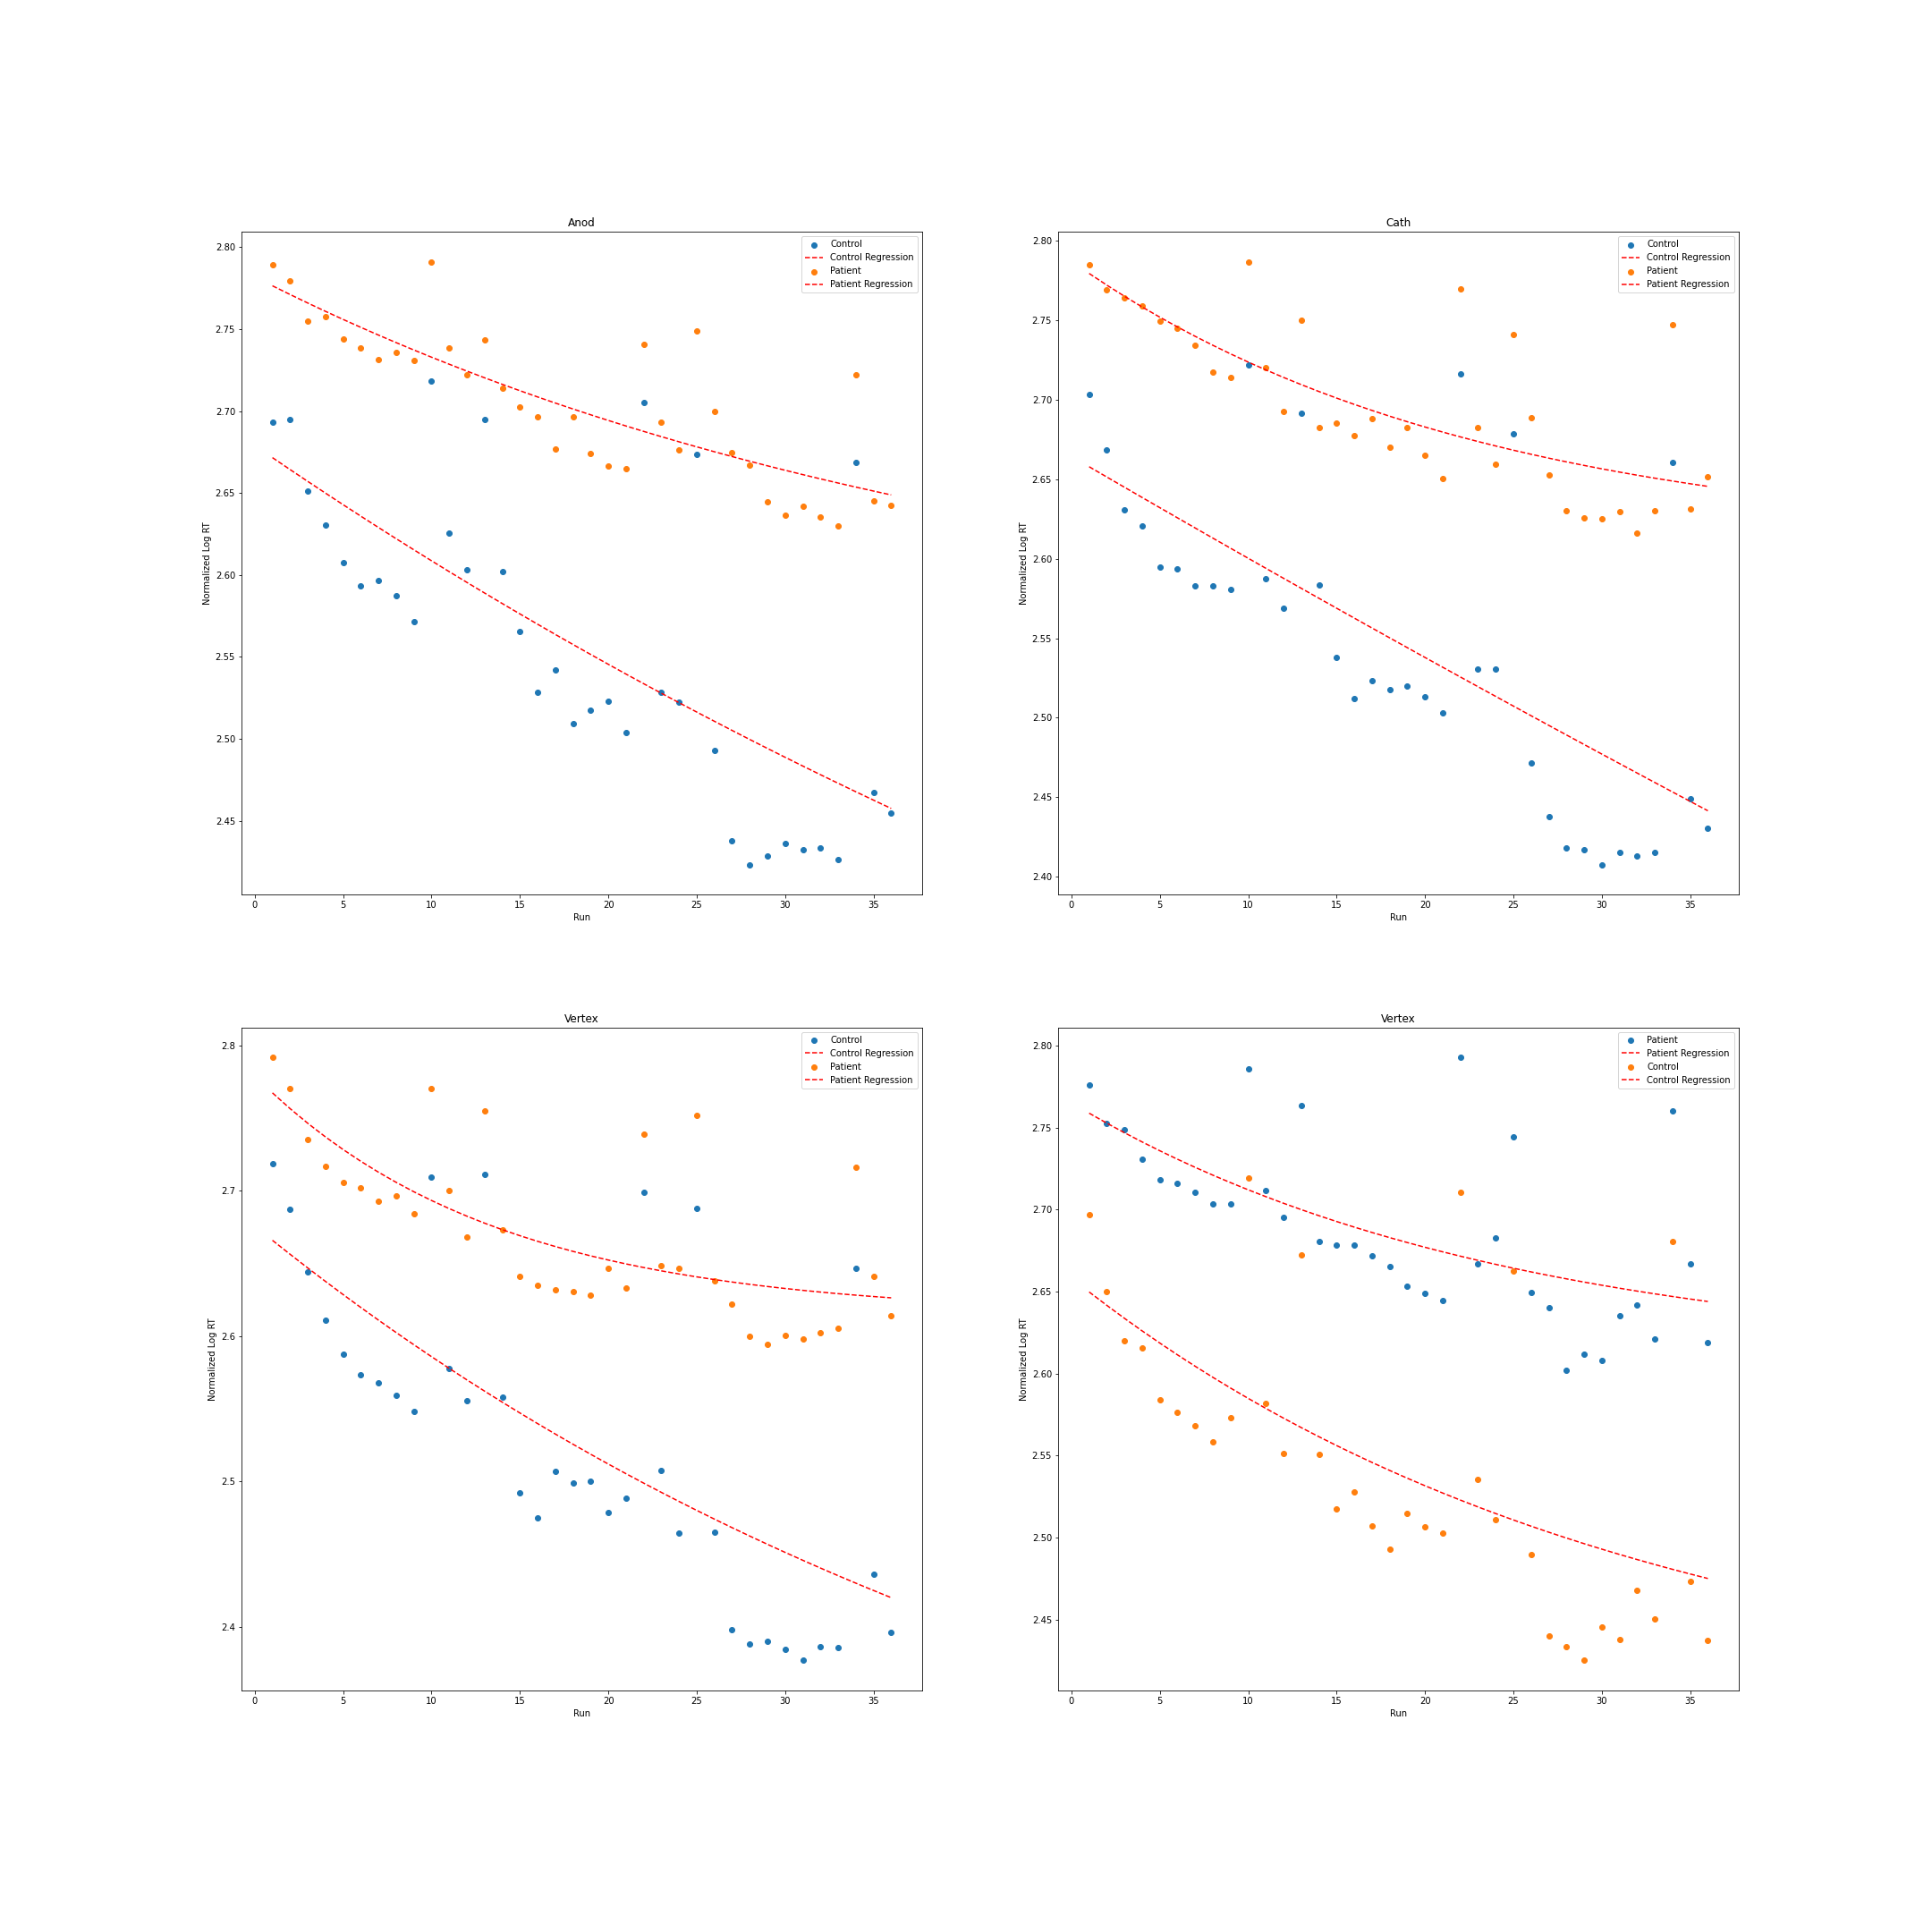 Anod
Control
Control Regression
Patient
Patient Regression
2.80
2.75
2.70
2.65
2.60
2.55
2.50
2.45
Normalized Log RT
0 5 10 15 20 25 30 35
Run
Cath
Control
Control Regression
Patient
Patient Regression
2.80
2.75
2.70
2.65
2.60
2.55
2.50
2.45
2.40
Normalized Log RT
0 5 10 15 20 25 30 35
Run
Vertex
Control
Control Regression
Patient
Patient Regression
2.8
2.7
2.6
2.5
2.4
Normalized Log RT
0 5 10 15 20 25 30 35
Run
Vertex
Patient
Patient Regression
Control
Control Regression
2.80
2.75
2.70
2.65
2.60
2.55
2.50
2.45
Normalized Log RT
0 5 10 15 20 25 30 35
Run